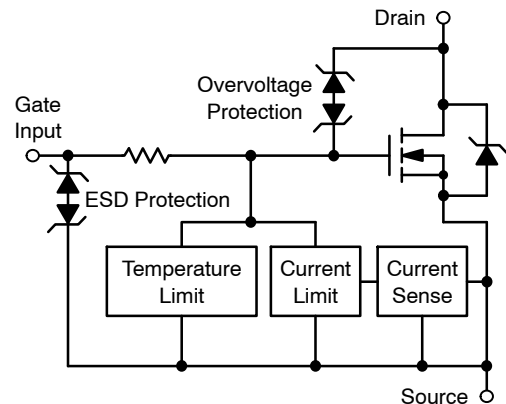 Drain
Overvoltage
Protection
Gate
Input
ESD Protection
Temperature
Limit
Current
Limit
Current
Sense
Source